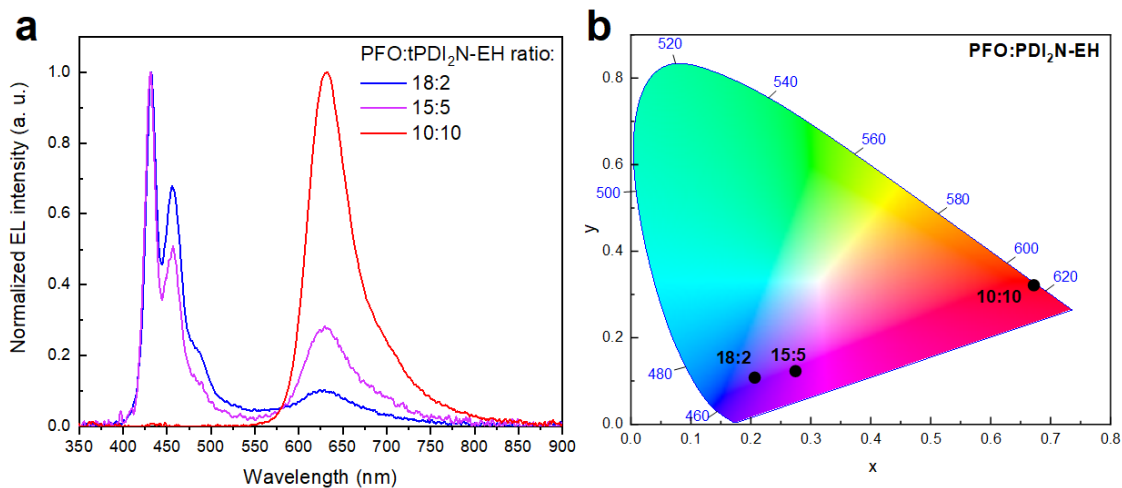 a
PFO:tPDI₂N-EH ratio:
18:2
15:5
10:10
Normalized EL intensity (a. u.)
1.0
0.8
0.6
0.4
0.2
0.0
350 400 450 500 550 600 650 700 750 800 850 900
Wavelength (nm)
b
PFO:PDI₂N-EH
520
540
560
500
580
600
620
480
460
10:10
18:2
15:5
y
0.8
0.6
0.4
0.2
0.0
0.0 0.1 0.2 0.3 0.4 0.5 0.6 0.7 0.8
x